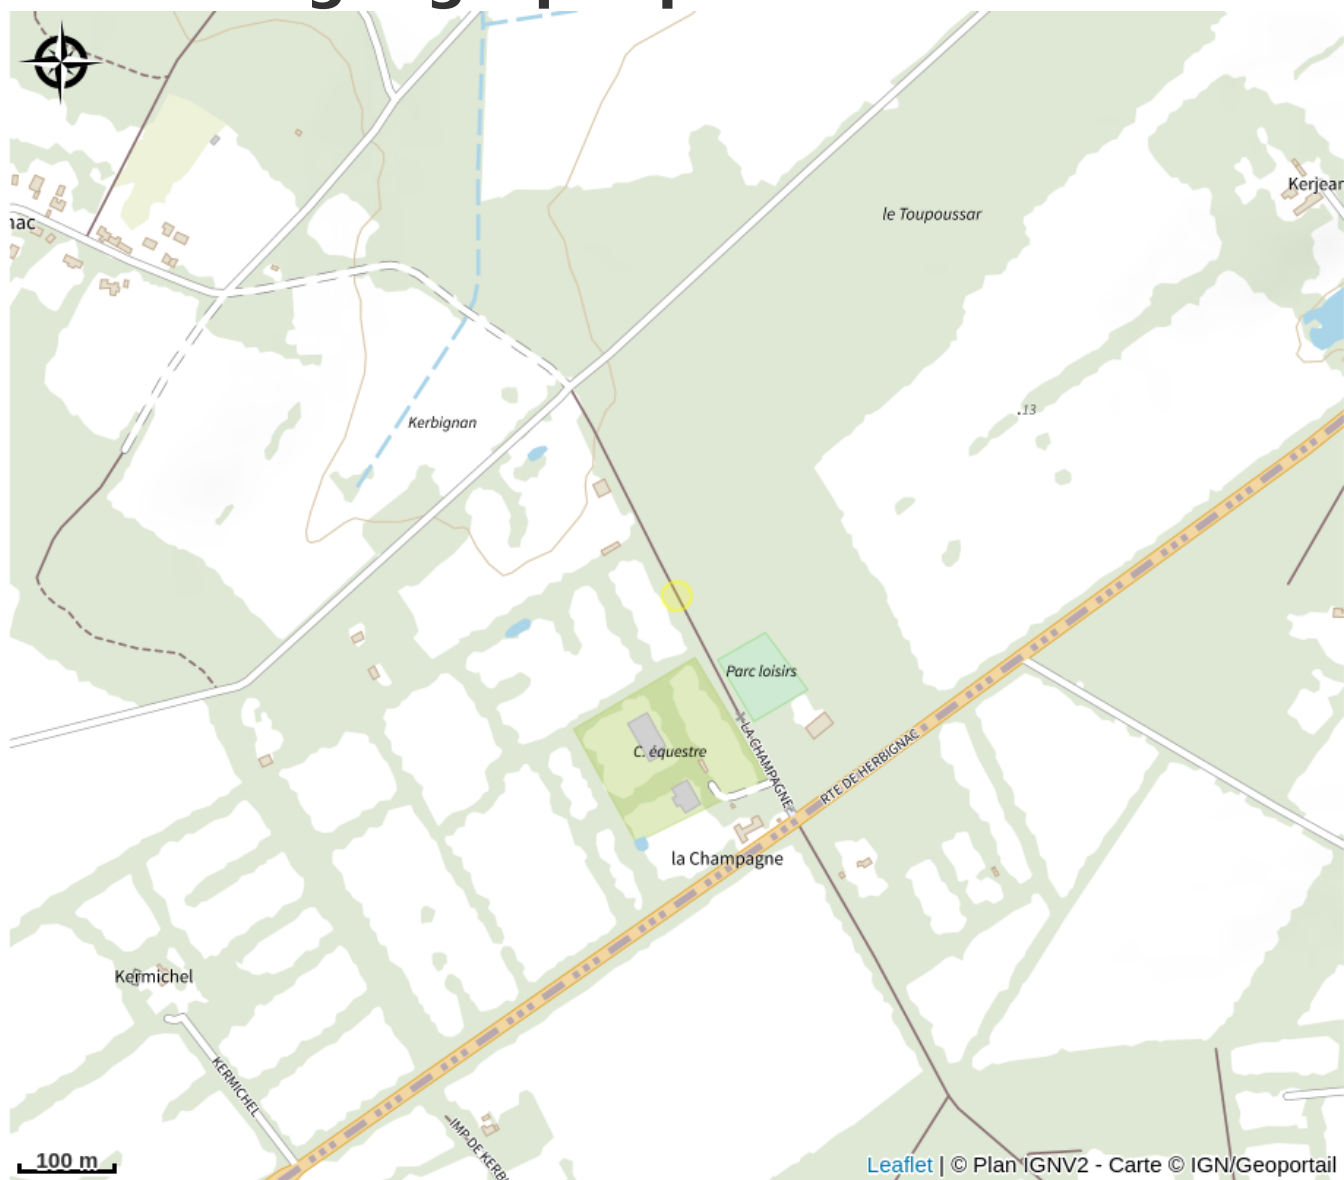 le Toupoussar
Kerjean
nac
13
Kerbignan
Parc loisirs
LA CHAMPAGNE
C. équestre
RTE DE HERBIGNAC
la Champagne
Kermichel
KERMICHEL
IMP DE KERB
100 m
Leaflet | © Plan IGNV2 - Carte © IGN/Geoportail